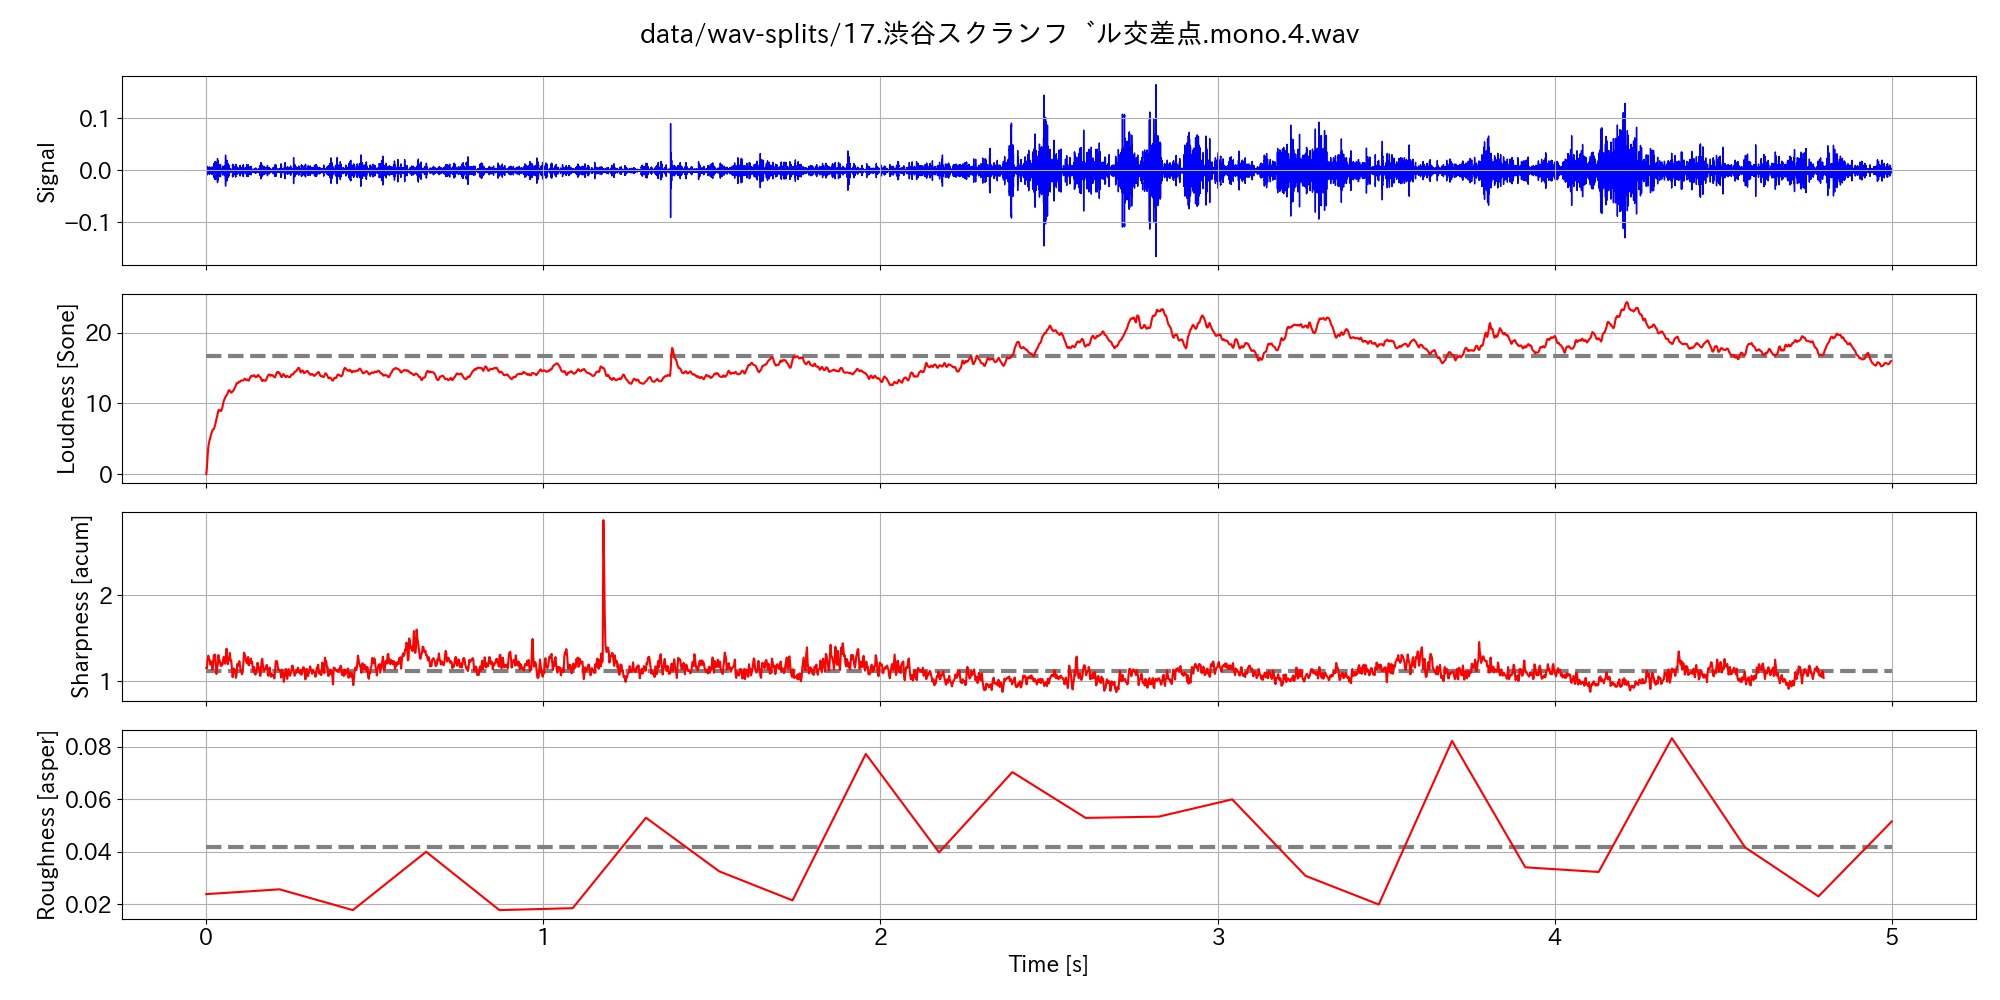 data/wav-splits/17.渋谷スクランブル交差点.mono.4.wav
Signal
0.1
0.0
−0.1
Loudness [Sone]
20
10
0
Sharpness [acum]
2
1
Roughness [asper]
0.08
0.06
0.04
0.02
0 1 2 3 4 5
Time [s]